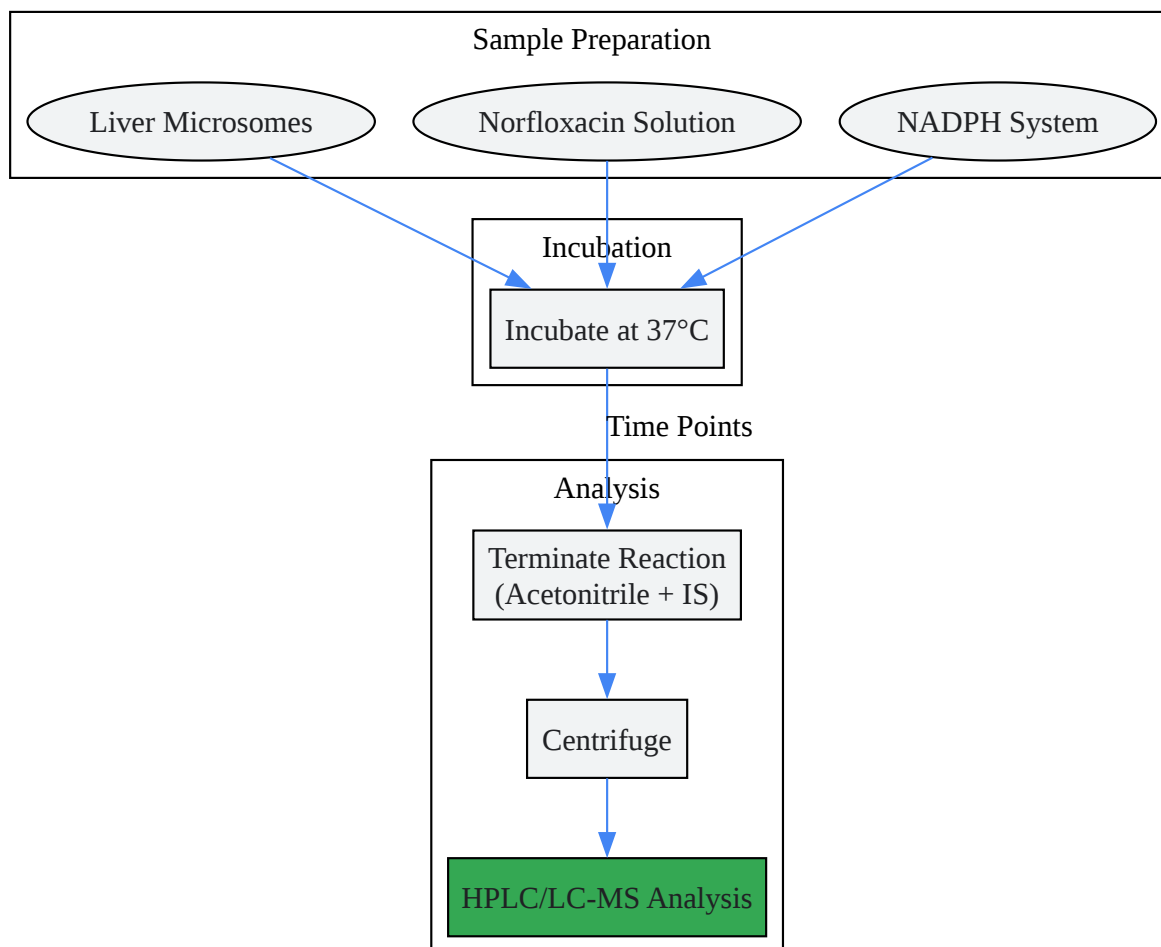 Sample Preparation
Liver Microsomes
Norfloxacin Solution
NADPH System
Incubation
Incubate at 37°C
Time Points
Analysis
Terminate Reaction
(Acetonitrile + IS)
Centrifuge
HPLC/LC-MS Analysis